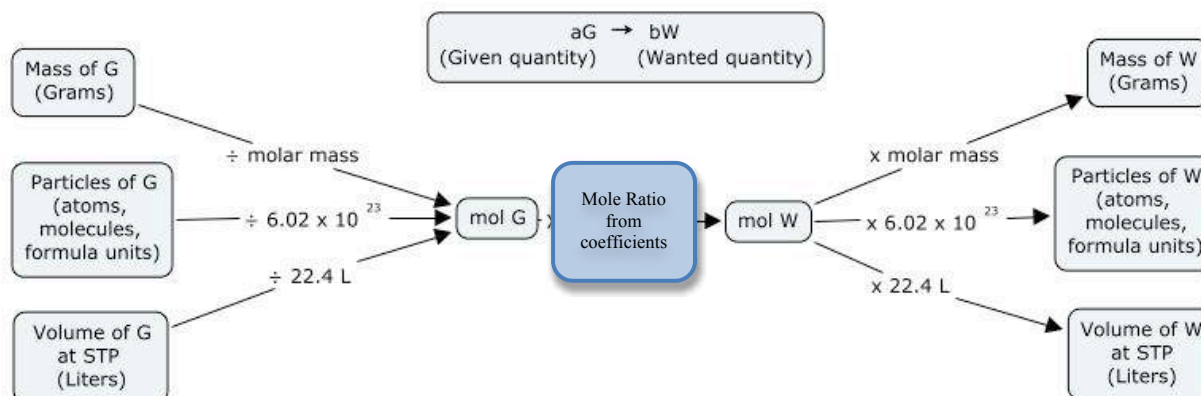 aG → bW
(Given quantity) (Wanted quantity)
Mass of G
(Grams)
÷ molar mass
Particles of G
(atoms,
molecules,
formula units)
÷ 6.02 x 10 23
Volume of G
at STP
(Liters)
÷ 22.4 L
mol G
Mole Ratio
from
coefficients
mol W
x molar mass
Mass of W
(Grams)
x 6.02 x 10 23
Particles of W
(atoms,
molecules,
formula units)
x 22.4 L
Volume of W
at STP
(Liters)